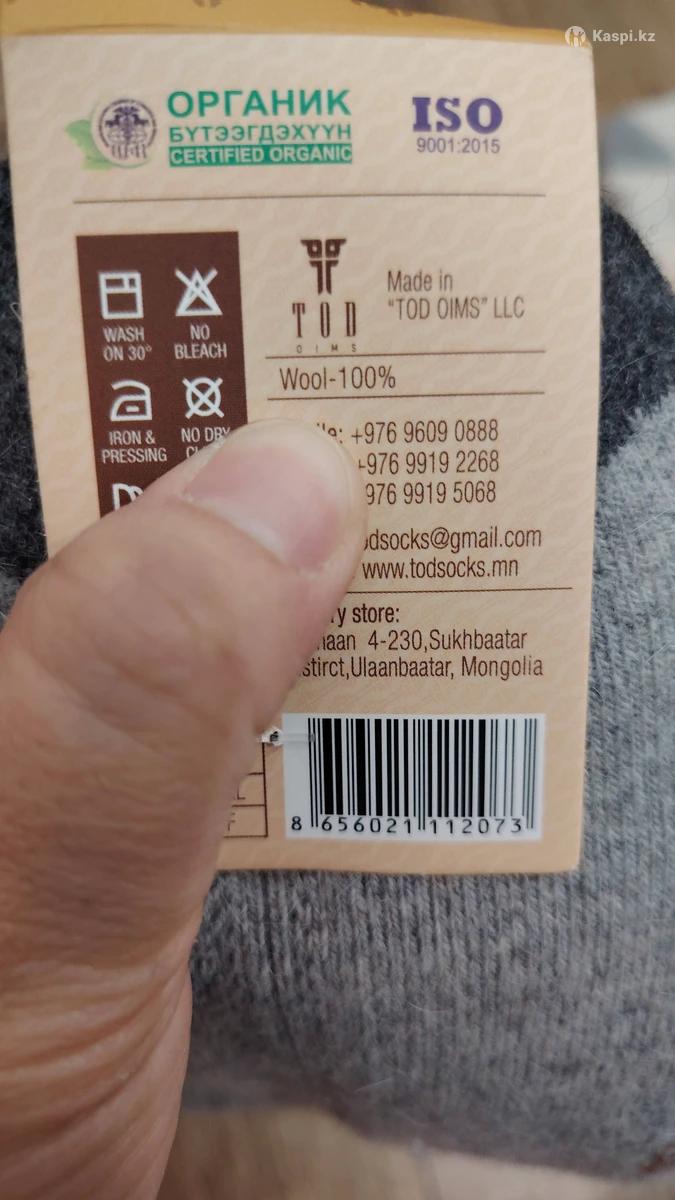 Kaspi.kz
ОРГАНИК
БҮТЭЭГДЭХҮҮН
CERTIFIED ORGANIC
ISO
9001:2015
WASH
ON 30°
NO
BLEACH
IRON &
PRESSING
NO DRY
TOD
OIMS
Made in
"TOD OIMS" LLC
Wool-100%
+976 9609 0888
+976 9919 2268
976 9919 5068
odsocks@gmail.com
www.todsocks.mn
store:
4-230,Sukhbaatar
stirct,Ulaanbaatar, Mongolia
8 656021 112073